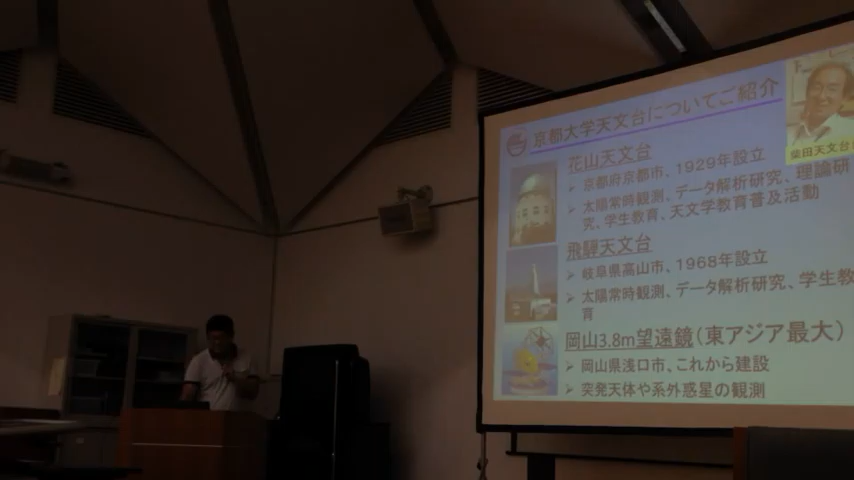 京都大学天文台についてご紹介
柴田天文台
花山天文台
➢ 京都府京都市、1929年設立
➢ 太陽常時観測、データ解析研究、理論研
究、学生教育、天文学教育普及活動
飛騨天文台
➢ 岐阜県高山市、1968年設立
➢ 太陽常時観測、データ解析研究、学生教
育
岡山3.8m望遠鏡(東アジア最大)
➢ 岡山県浅口市、これから建設
➢ 突発天体や系外惑星の観測